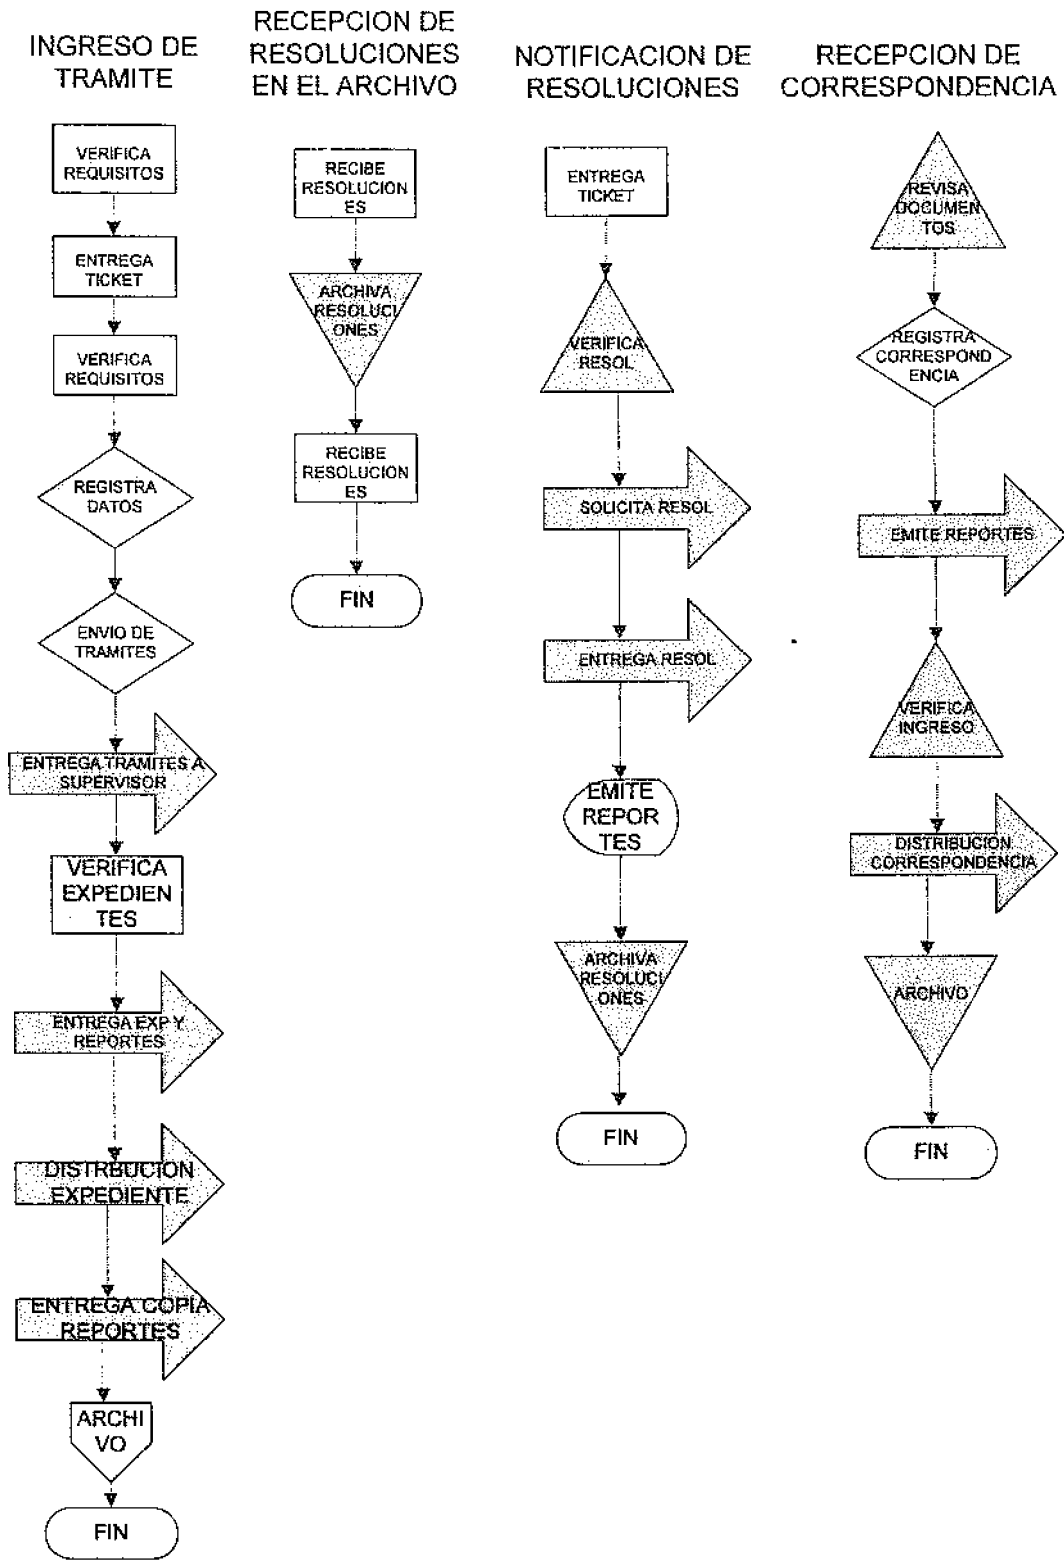 INGRESO DE
TRAMITE
VERIFICA
REQUISITOS
ENTREGA
TICKET
VERIFICA
REQUISITOS
REGISTRA
DATOS
ENVIO DE
TRAMITES
ENTREGA TRAMITES A
SUPERVISOR
VERIFICA
EXPEDIEN
TES
ENTREGA EXP Y
REPORTES
DISTRBUCION
EXPEDIENTE
ENTREGA COPIA
REPORTES
ARCHI
VO
FIN
RECEPCION DE
RESOLUCIONES
EN EL ARCHIVO
RECIBE
RESOLUCION
ES
ARCHIVA
RESOLUCI
ONES
RECIBE
RESOLUCION
ES
FIN
NOTIFICACION DE
RESOLUCIONES
ENTREGA
TICKET
VERIFICA
RESOL
SOLICITA RESOL
ENTREGA RESOL
EMITE
REPOR
TES
ARCHIVA
RESOLUCI
ONES
FIN
RECEPCION DE
CORRESPONDENCIA
REVISA
DOCUMEN
TOS
REGISTRA
CORRESPOND
ENCIA
EMITE REPORTES
VERIFICA
INGRESO
DISTRIBUCION
CORRESPONDENCIA
ARCHIVO
FIN